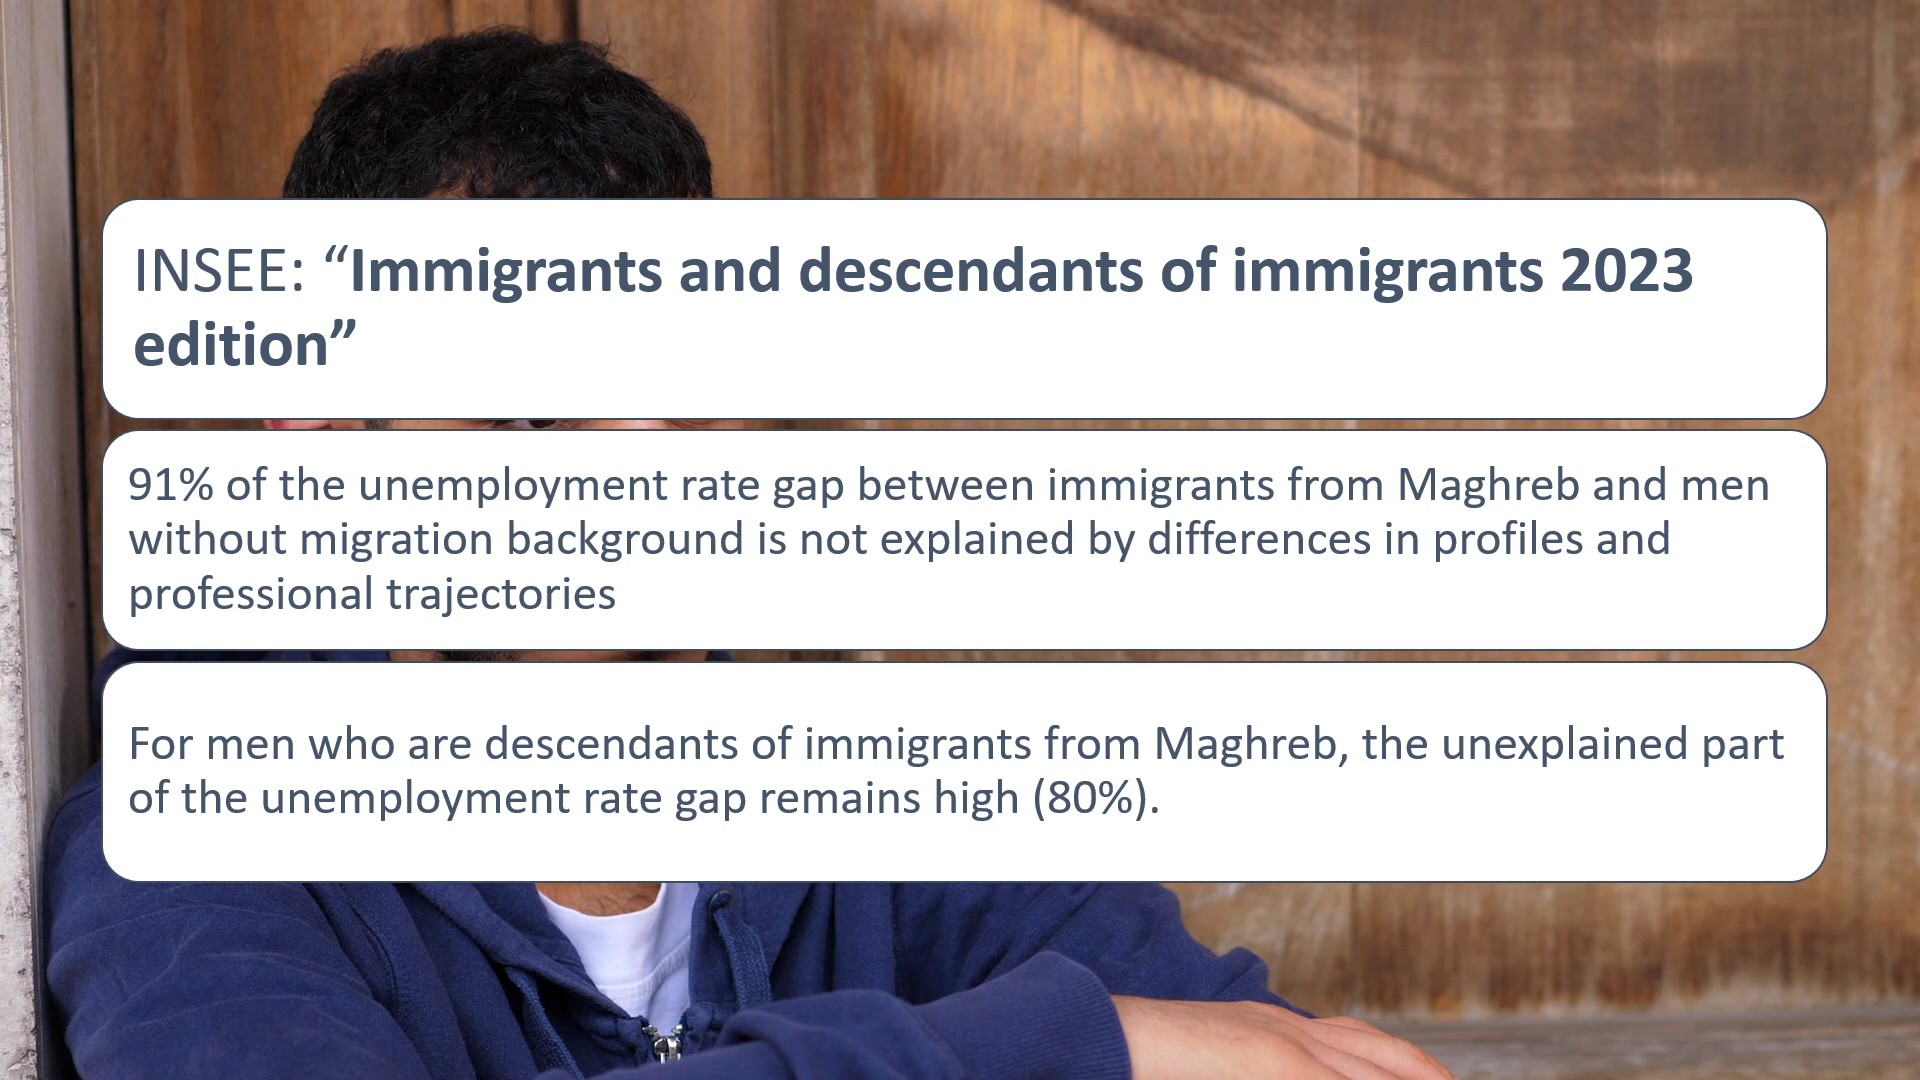 INSEE: “Immigrants and descendants of immigrants 2023
edition”
91% of the unemployment rate gap between immigrants from Maghreb and men
without migration background is not explained by differences in profiles and
professional trajectories
For men who are descendants of immigrants from Maghreb, the unexplained part
of the unemployment rate gap remains high (80%).